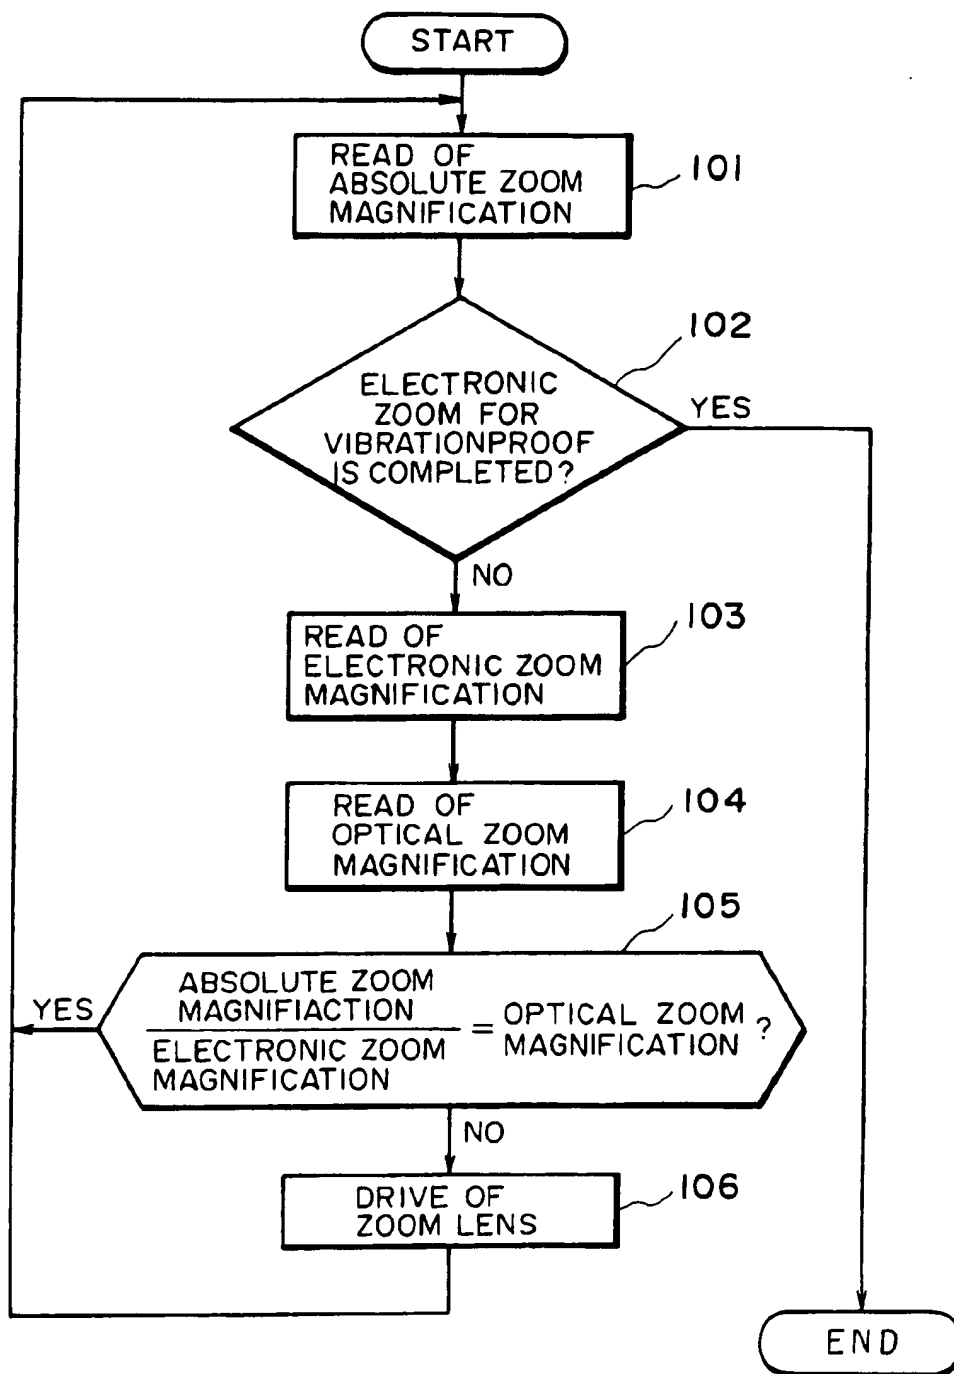 START
READ OF
ABSOLUTE ZOOM
MAGNIFICATION
101
102
ELECTRONIC
ZOOM FOR
VIBRATIONPROOF
IS COMPLETED?
YES
NO
READ OF
ELECTRONIC ZOOM
MAGNIFICATION
103
READ OF
OPTICAL ZOOM
MAGNIFICATION
104
105
YES
ABSOLUTE ZOOM
MAGNIFIACTION
ELECTRONIC ZOOM
MAGNIFICATION
=
OPTICAL ZOOM
MAGNIFICATION ?
NO
DRIVE OF
ZOOM LENS
106
END